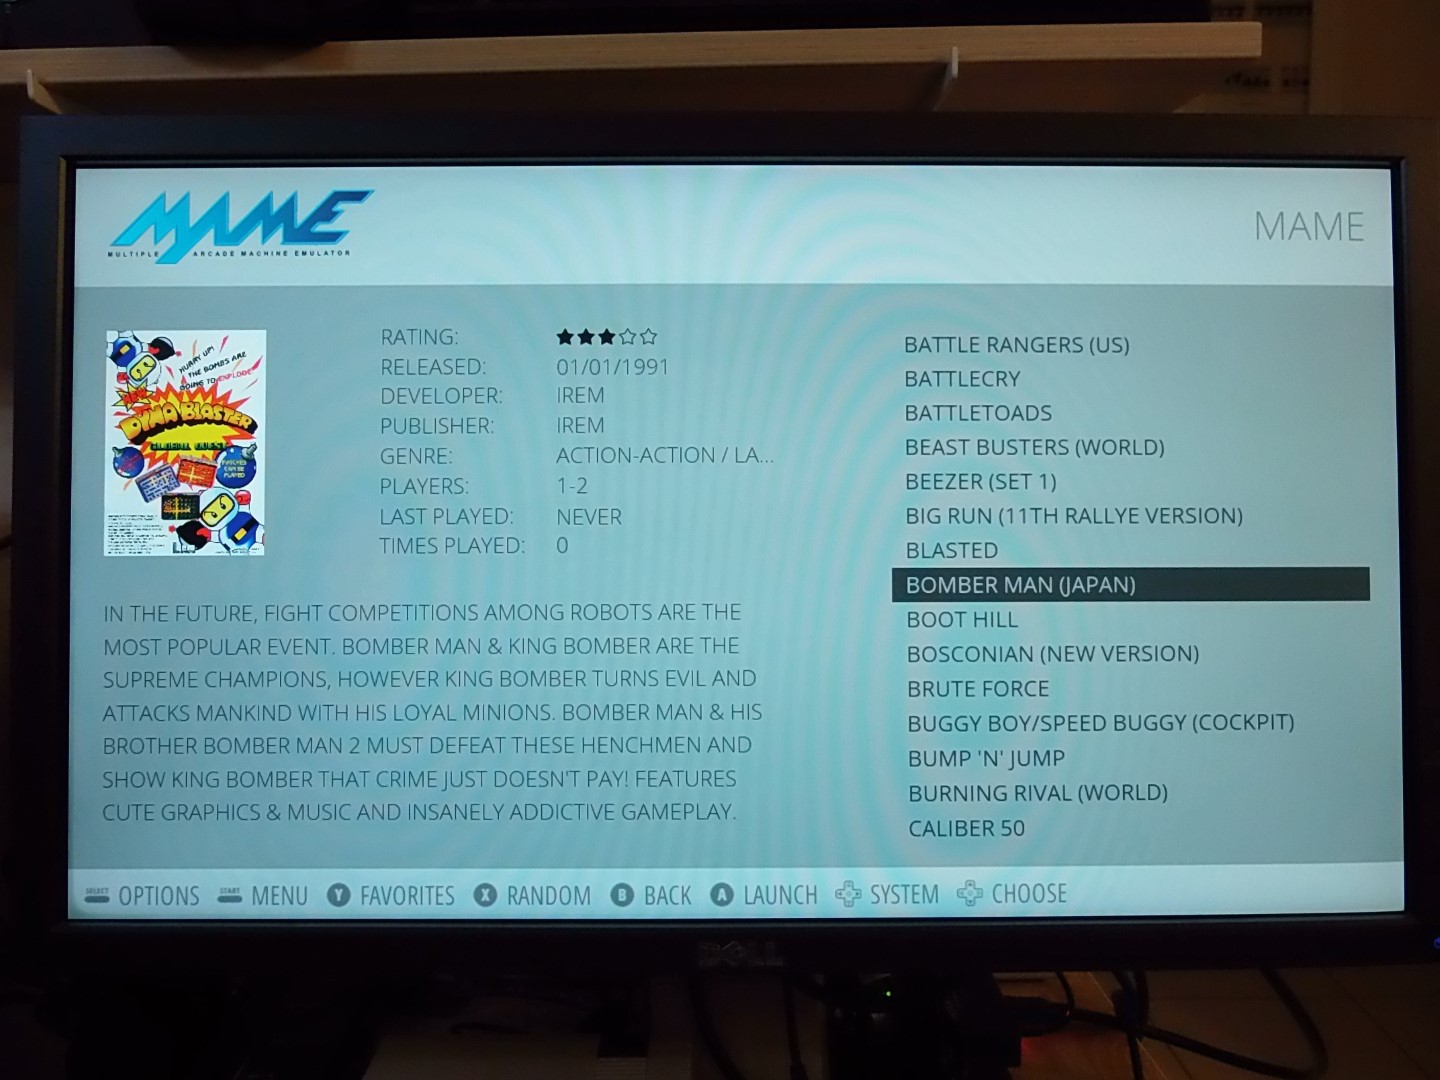 MAME
MULTIPLE ARCADE MACHINE EMULATOR
MAME
HURRY UP!
THE BOMBS ARE
GOING TO EXPLODE!
NEW
DYNA BLASTER
GLOBAL QUEST
RATING:
RELEASED: 01/01/1991
DEVELOPER: IREM
PUBLISHER: IREM
GENRE: ACTION-ACTION / LA...
PLAYERS: 1-2
LAST PLAYED: NEVER
TIMES PLAYED: 0
IN THE FUTURE, FIGHT COMPETITIONS AMONG ROBOTS ARE THE
MOST POPULAR EVENT. BOMBER MAN & KING BOMBER ARE THE
SUPREME CHAMPIONS, HOWEVER KING BOMBER TURNS EVIL AND
ATTACKS MANKIND WITH HIS LOYAL MINIONS. BOMBER MAN & HIS
BROTHER BOMBER MAN 2 MUST DEFEAT THESE HENCHMEN AND
SHOW KING BOMBER THAT CRIME JUST DOESN'T PAY! FEATURES
CUTE GRAPHICS & MUSIC AND INSANELY ADDICTIVE GAMEPLAY.
BATTLE RANGERS (US)
BATTLECRY
BATTLETOADS
BEAST BUSTERS (WORLD)
BEEZER (SET 1)
BIG RUN (11TH RALLYE VERSION)
BLASTED
BOMBER MAN (JAPAN)
BOOT HILL
BOSCONIAN (NEW VERSION)
BRUTE FORCE
BUGGY BOY/SPEED BUGGY (COCKPIT)
BUMP 'N' JUMP
BURNING RIVAL (WORLD)
CALIBER 50
SELECT OPTIONS START MENU Y FAVORITES X RANDOM B BACK A LAUNCH SYSTEM CHOOSE
DELL